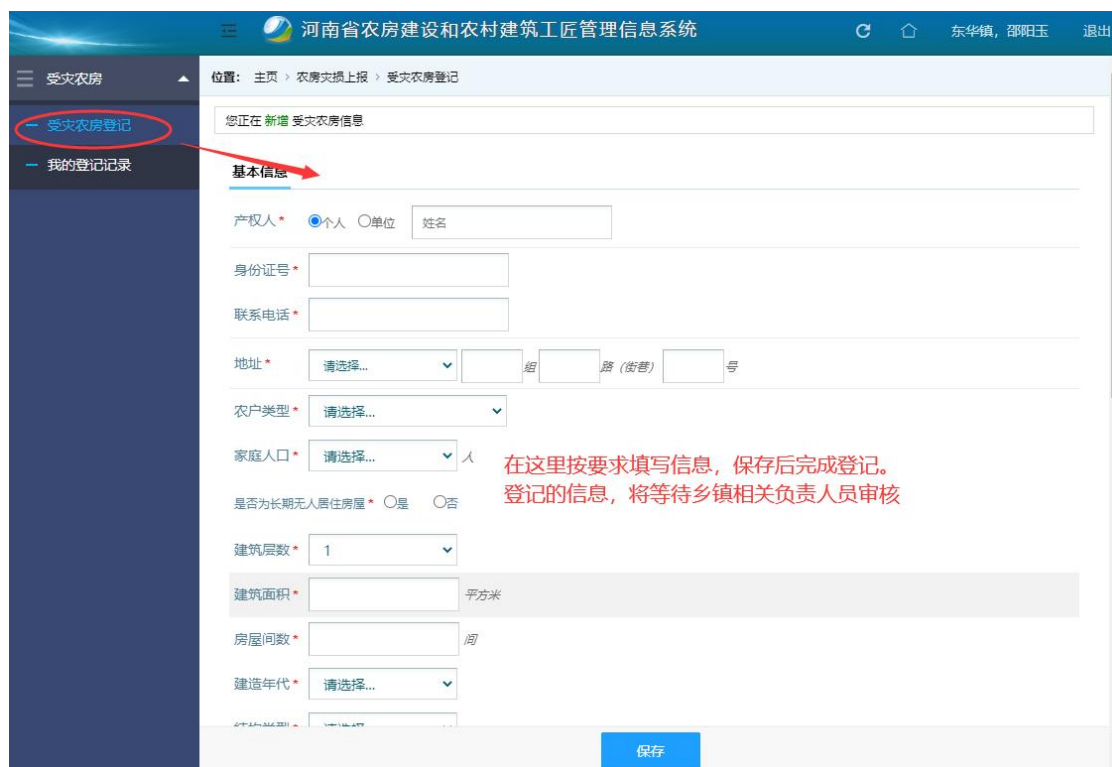 河南省农房建设和农村建筑工匠管理信息系统 东华镇, 邵阳玉 退出
受灾农房
位置: 主页 > 农房灾损上报 > 受灾农房登记
受灾农房登记
您正在 新增 受灾农房信息
我的登记记录
基本信息
产权人* 个人 单位 姓名
身份证号*
联系电话*
地址* 请选择... 组 路 (街巷) 号
农户类型* 请选择...
家庭人口* 请选择... 人
在这里按要求填写信息，保存后完成登记。
登记的信息，将等待乡镇相关负责人员审核
是否为长期无人居住房屋* 是 否
建筑层数* 1
建筑面积* 平方米
房屋间数* 间
建造年代* 请选择...
保存